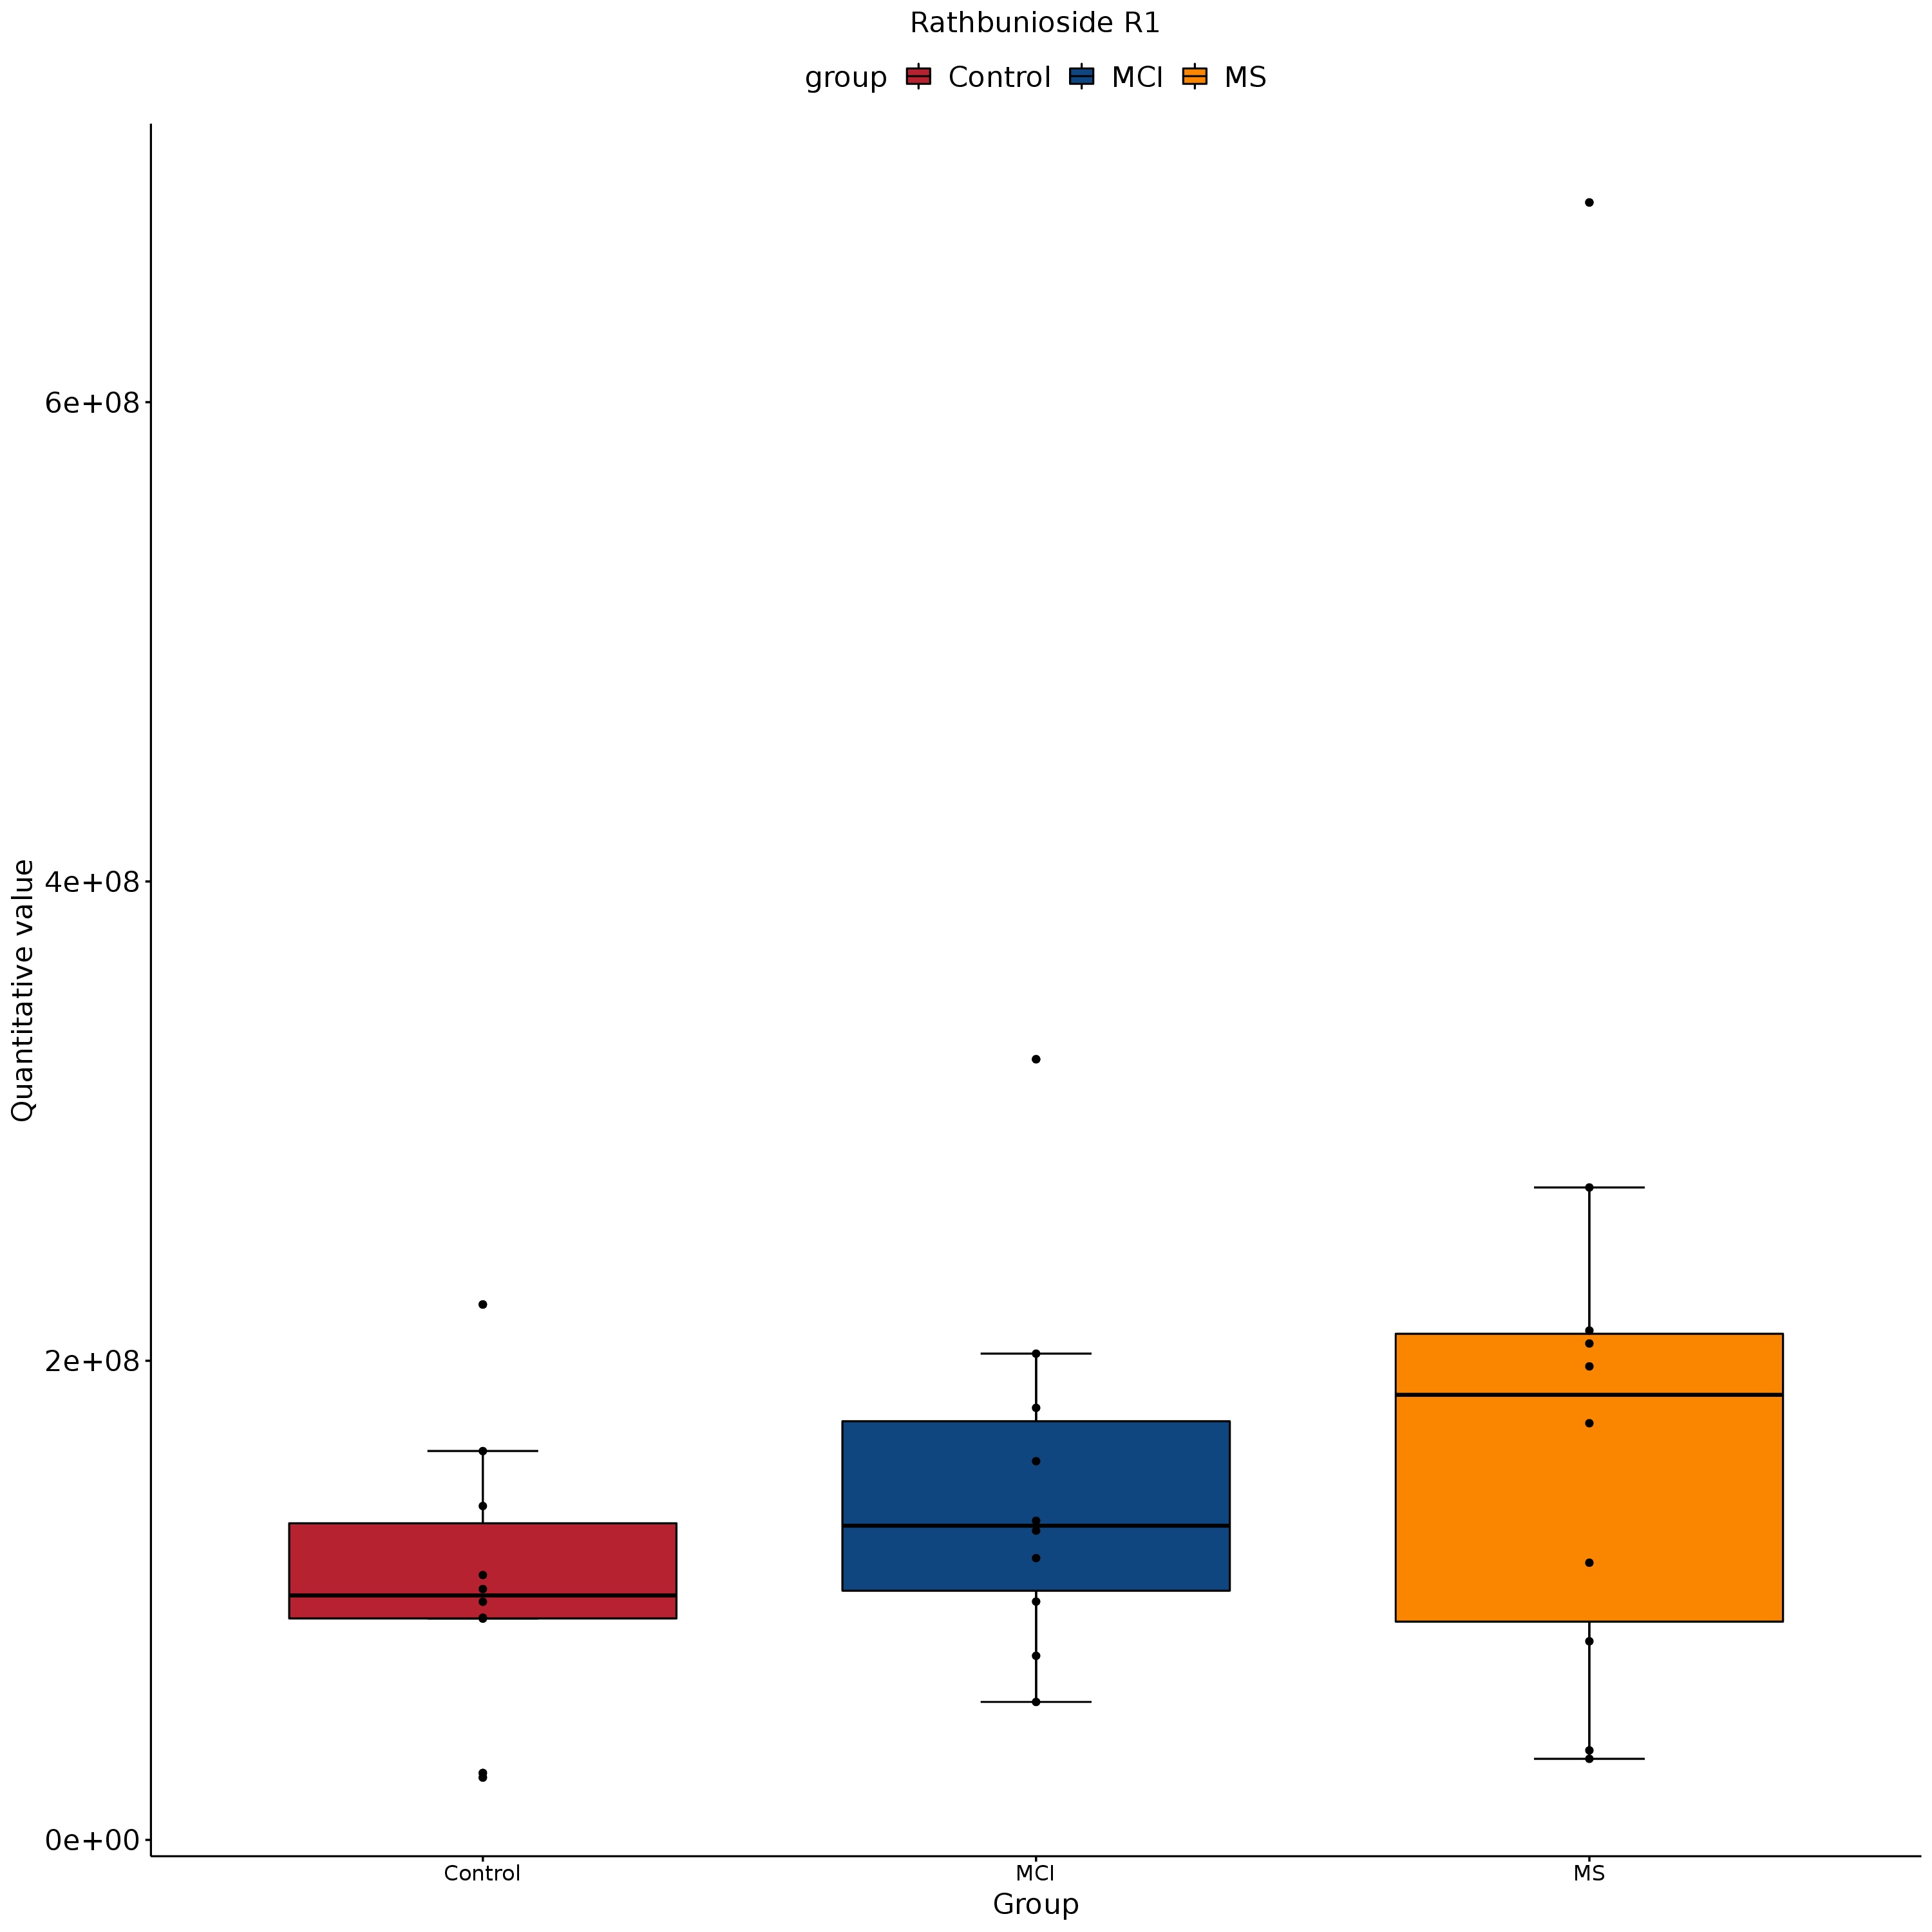 Rathbunioside R1
group Control MCI MS
Quantitative value
6e+08
4e+08
2e+08
0e+00
Control MCI MS
Group